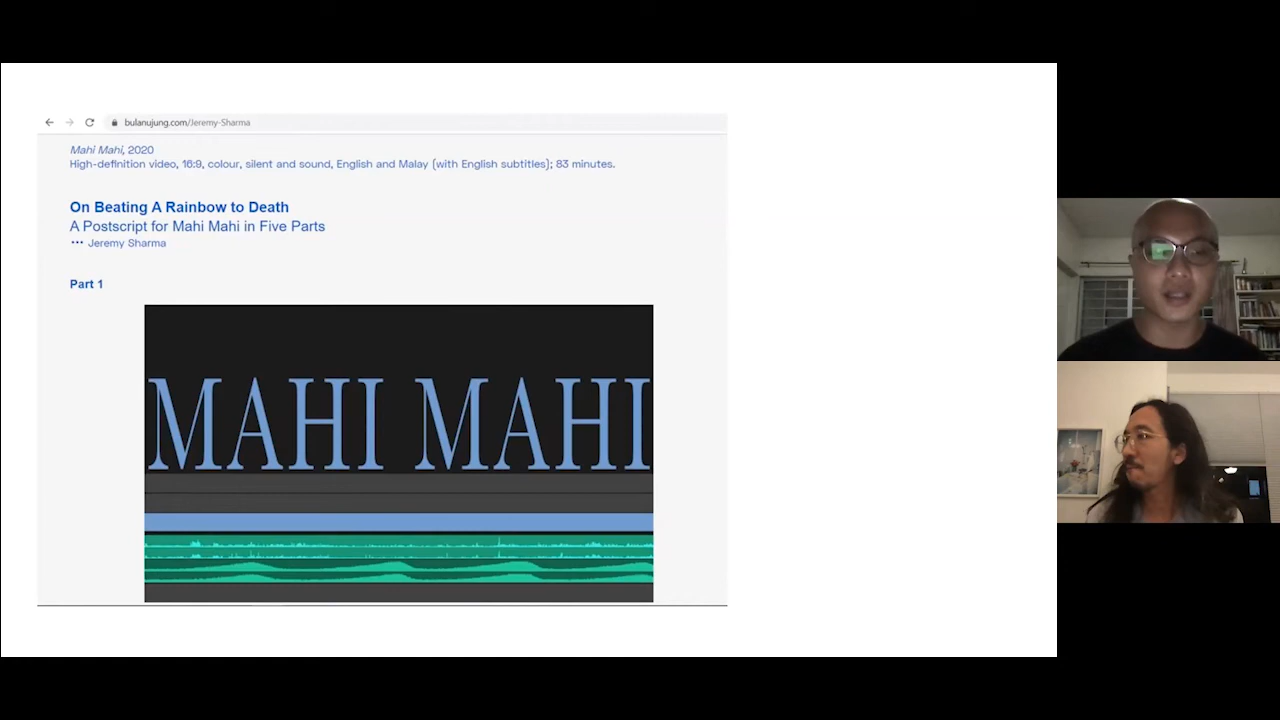 bulanujung.com/Jeremy-Sharma
Mahi Mahi, 2020
High-definition video, 16:9, colour, silent and sound, English and Malay (with English subtitles); 83 minutes.
On Beating A Rainbow to Death
A Postscript for Mahi Mahi in Five Parts
••• Jeremy Sharma
Part 1
MAHI MAHI